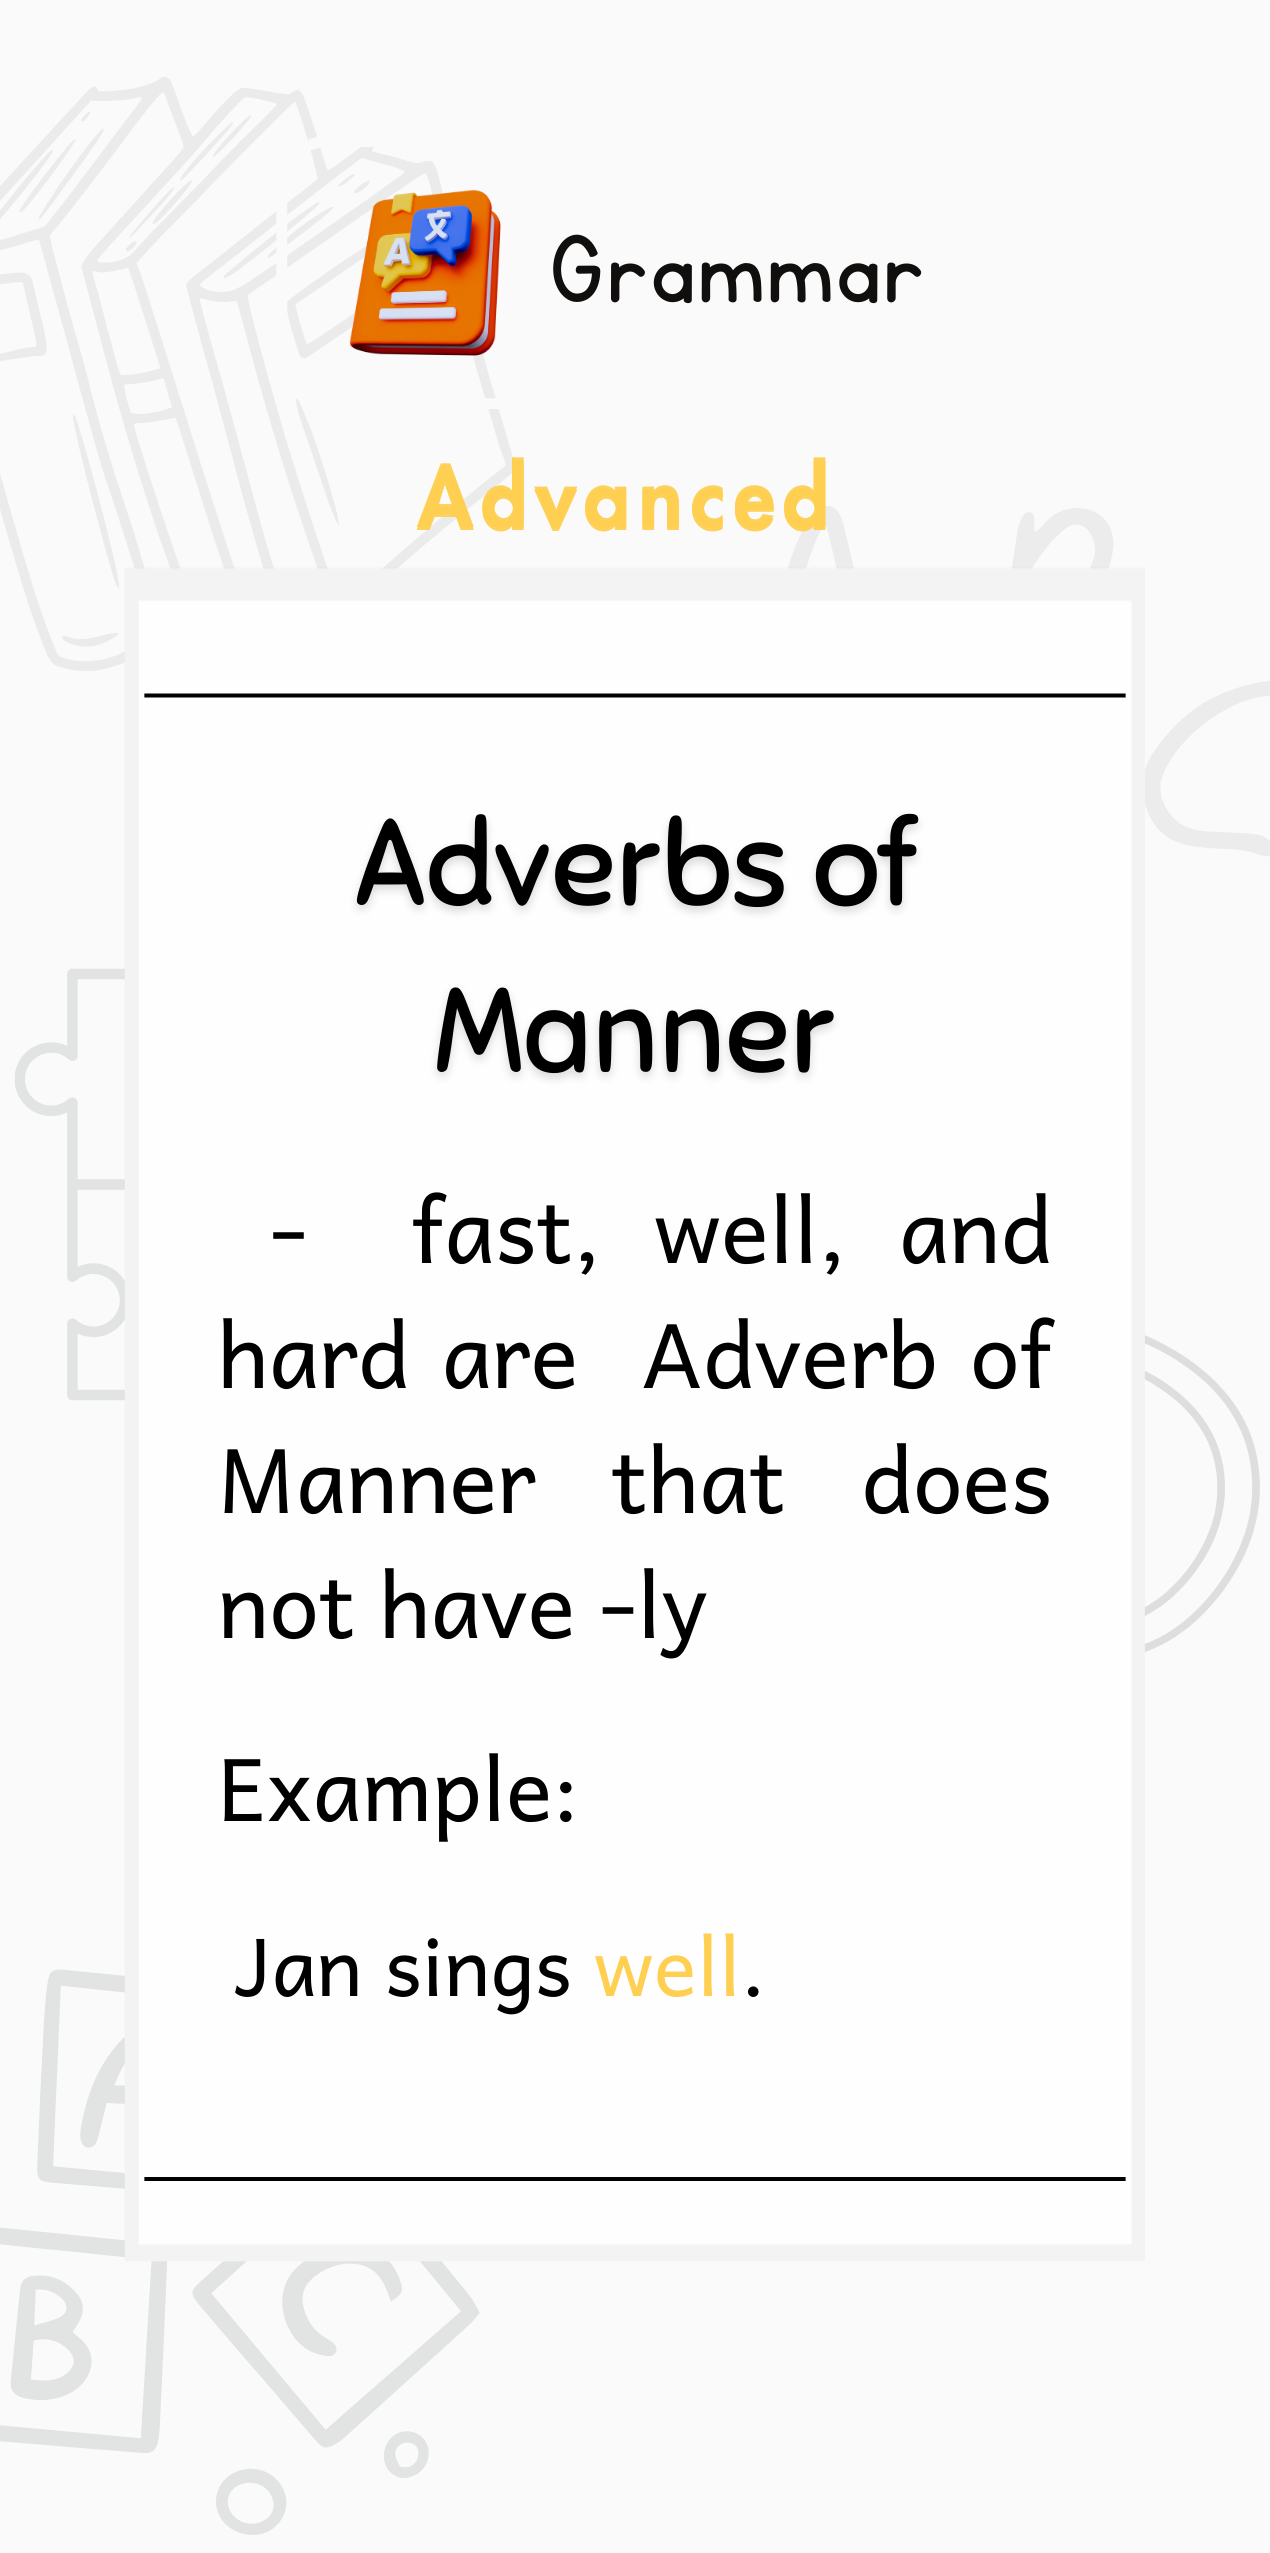 A 文
Grammar
Advanced
Adverbs of
Manner
- fast, well, and
hard are Adverb of
Manner that does
not have -ly
Example:
Jan sings well.
A
B
C